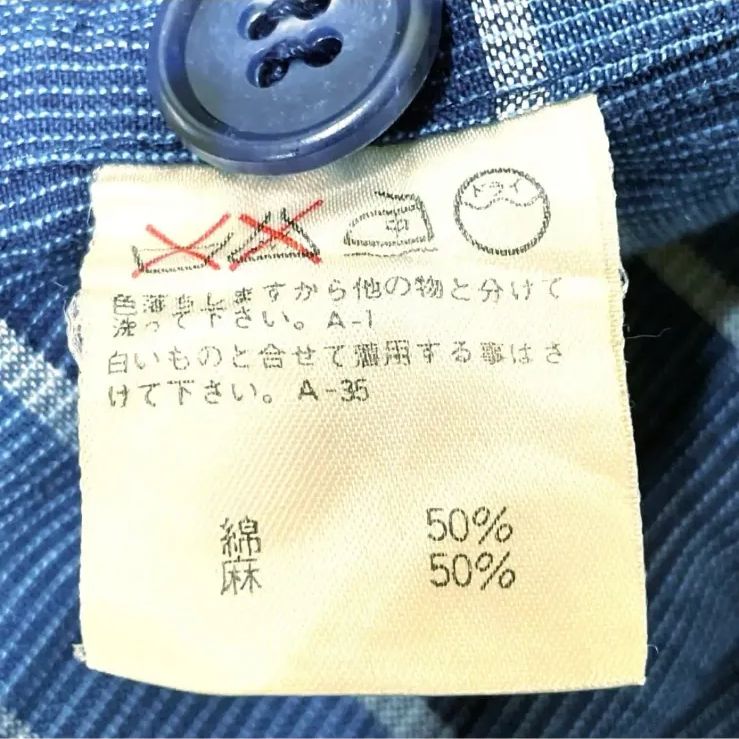 ドライ
中
色落ちしますから他の物と分けて
洗って下さい。A-1
白いものと合せて着用する事はさ
けて下さい。A-35
綿 50%
麻 50%